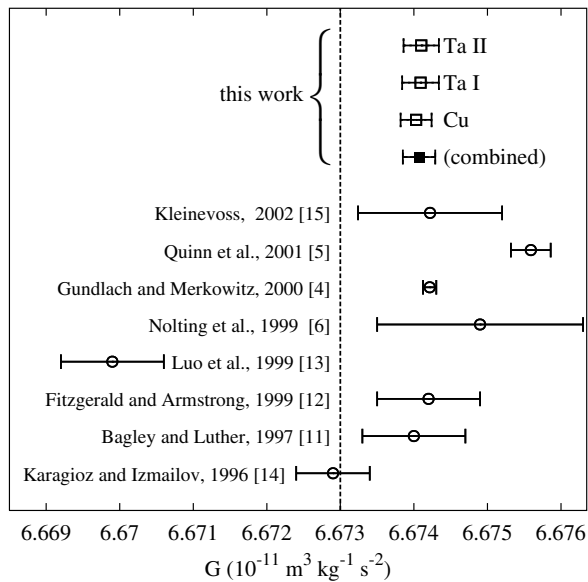 Ta II
Ta I
this work
Cu
(combined)
Kleinevoss, 2002 [15]
Quinn et al., 2001 [5]
Gundlach and Merkowitz, 2000 [4]
Nolting et al., 1999 [6]
Luo et al., 1999 [13]
Fitzgerald and Armstrong, 1999 [12]
Bagley and Luther, 1997 [11]
Karagioz and Izmailov, 1996 [14]
6.669 6.67 6.671 6.672 6.673 6.674 6.675 6.676
G (10⁻¹¹ m³ kg⁻¹ s⁻²)